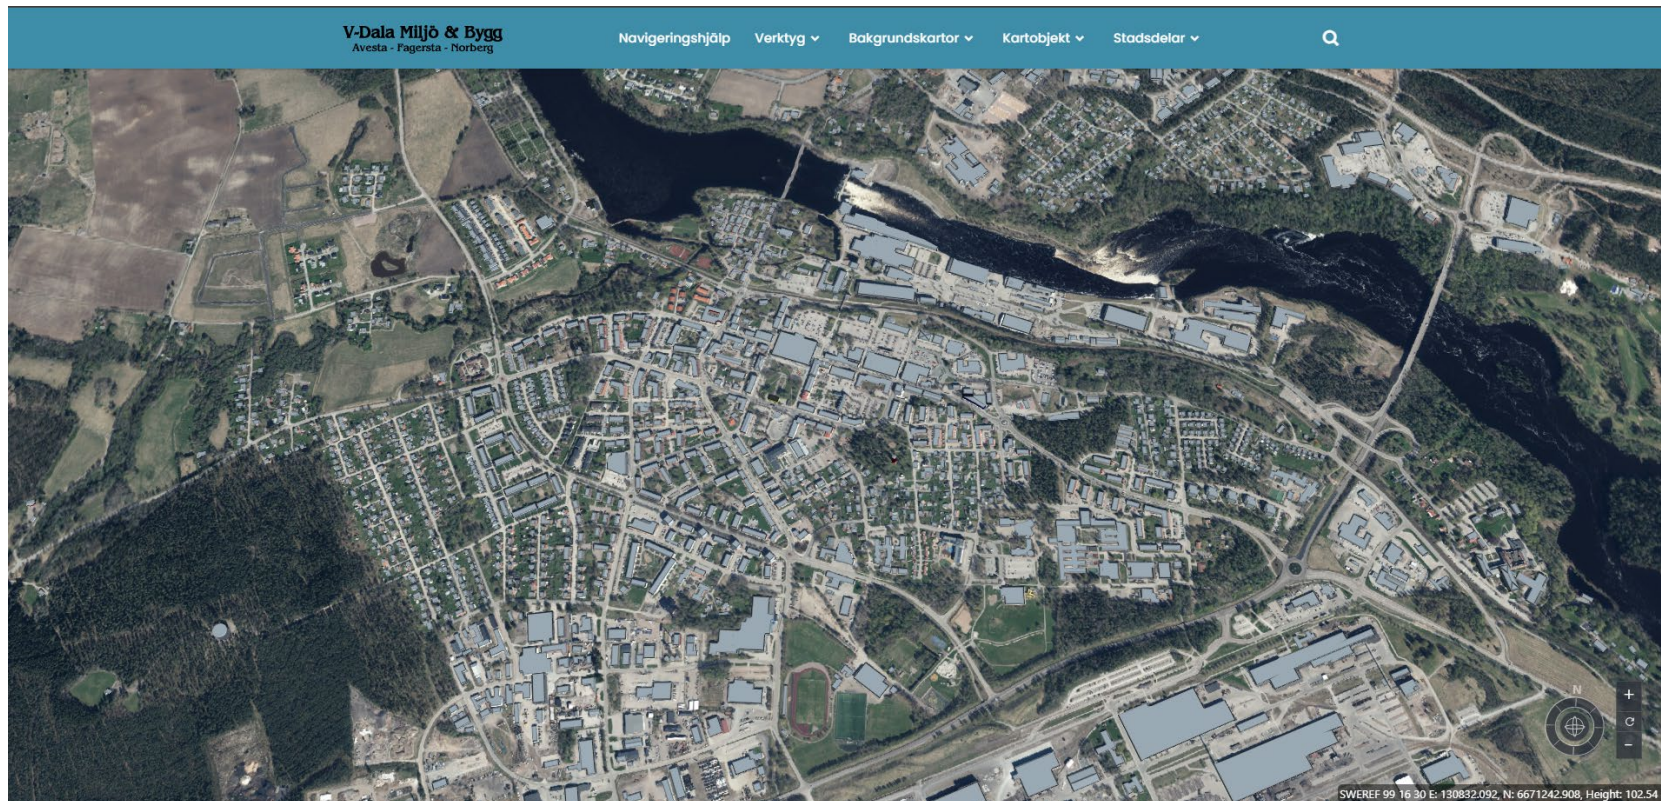 V-Dala Miljö & Bygg
Avesta - Fagersta - Norberg
Navigeringshjälp Verktyg Bakgrundskartor Kartobjekt Stadsdelar
N
+
-
SWEREF 99 16 30 E: 130832.092, N: 6671242.908, Height: 102.54